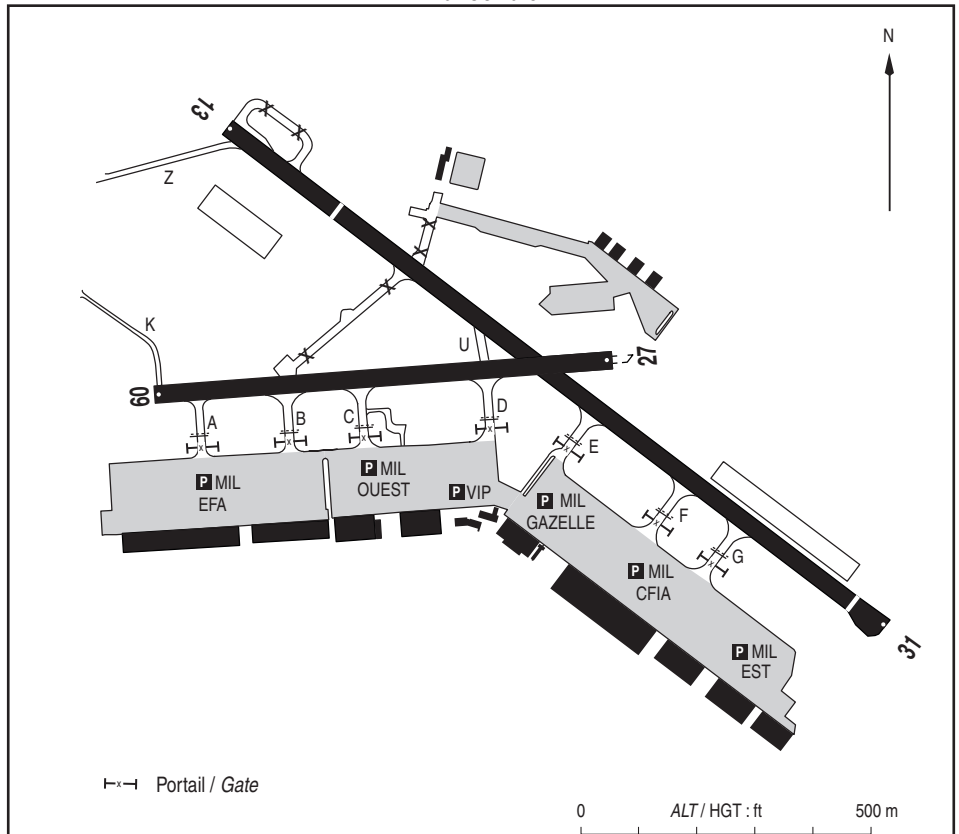 N
13
Z
K
U
27
09
A
B
C
D
E
P MIL
EFA
P MIL
OUEST
P VIP
P MIL
GAZELLE
F
G
P MIL
CFIA
P MIL
EST
31
Portail / Gate
0 ALT / HGT : ft 500 m